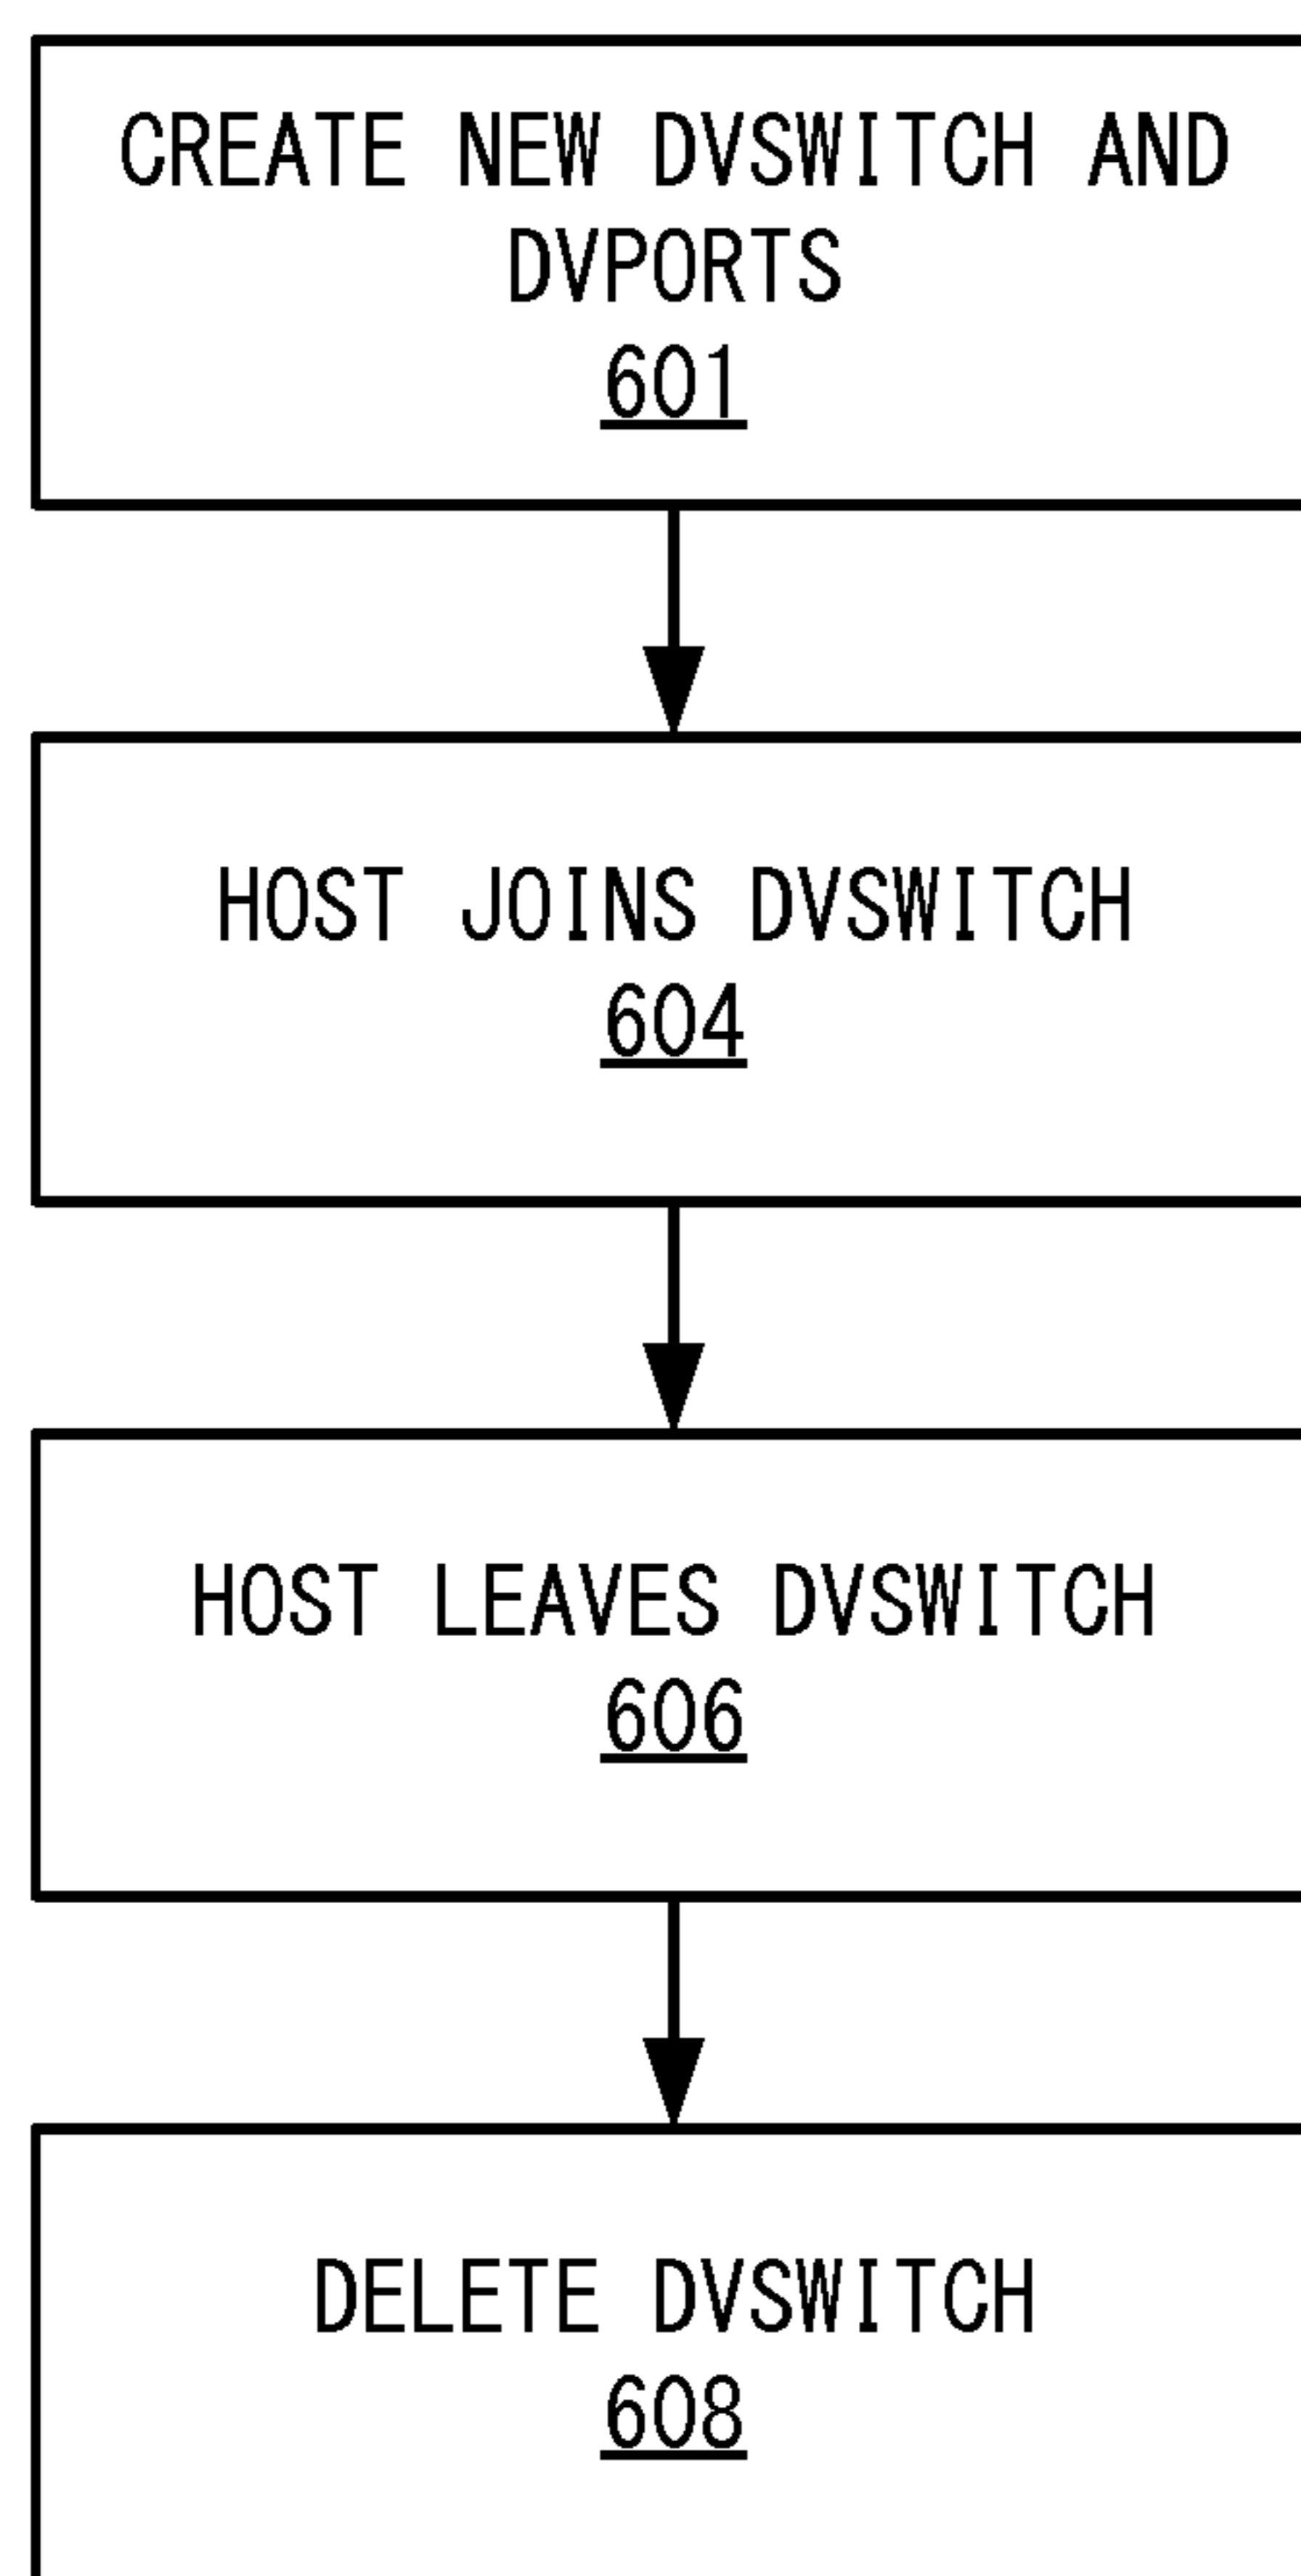 CREATE NEW DVSWITCH AND
DVPORTS
601
HOST JOINS DVSWITCH
604
HOST LEAVES DVSWITCH
606
DELETE DVSWITCH
608